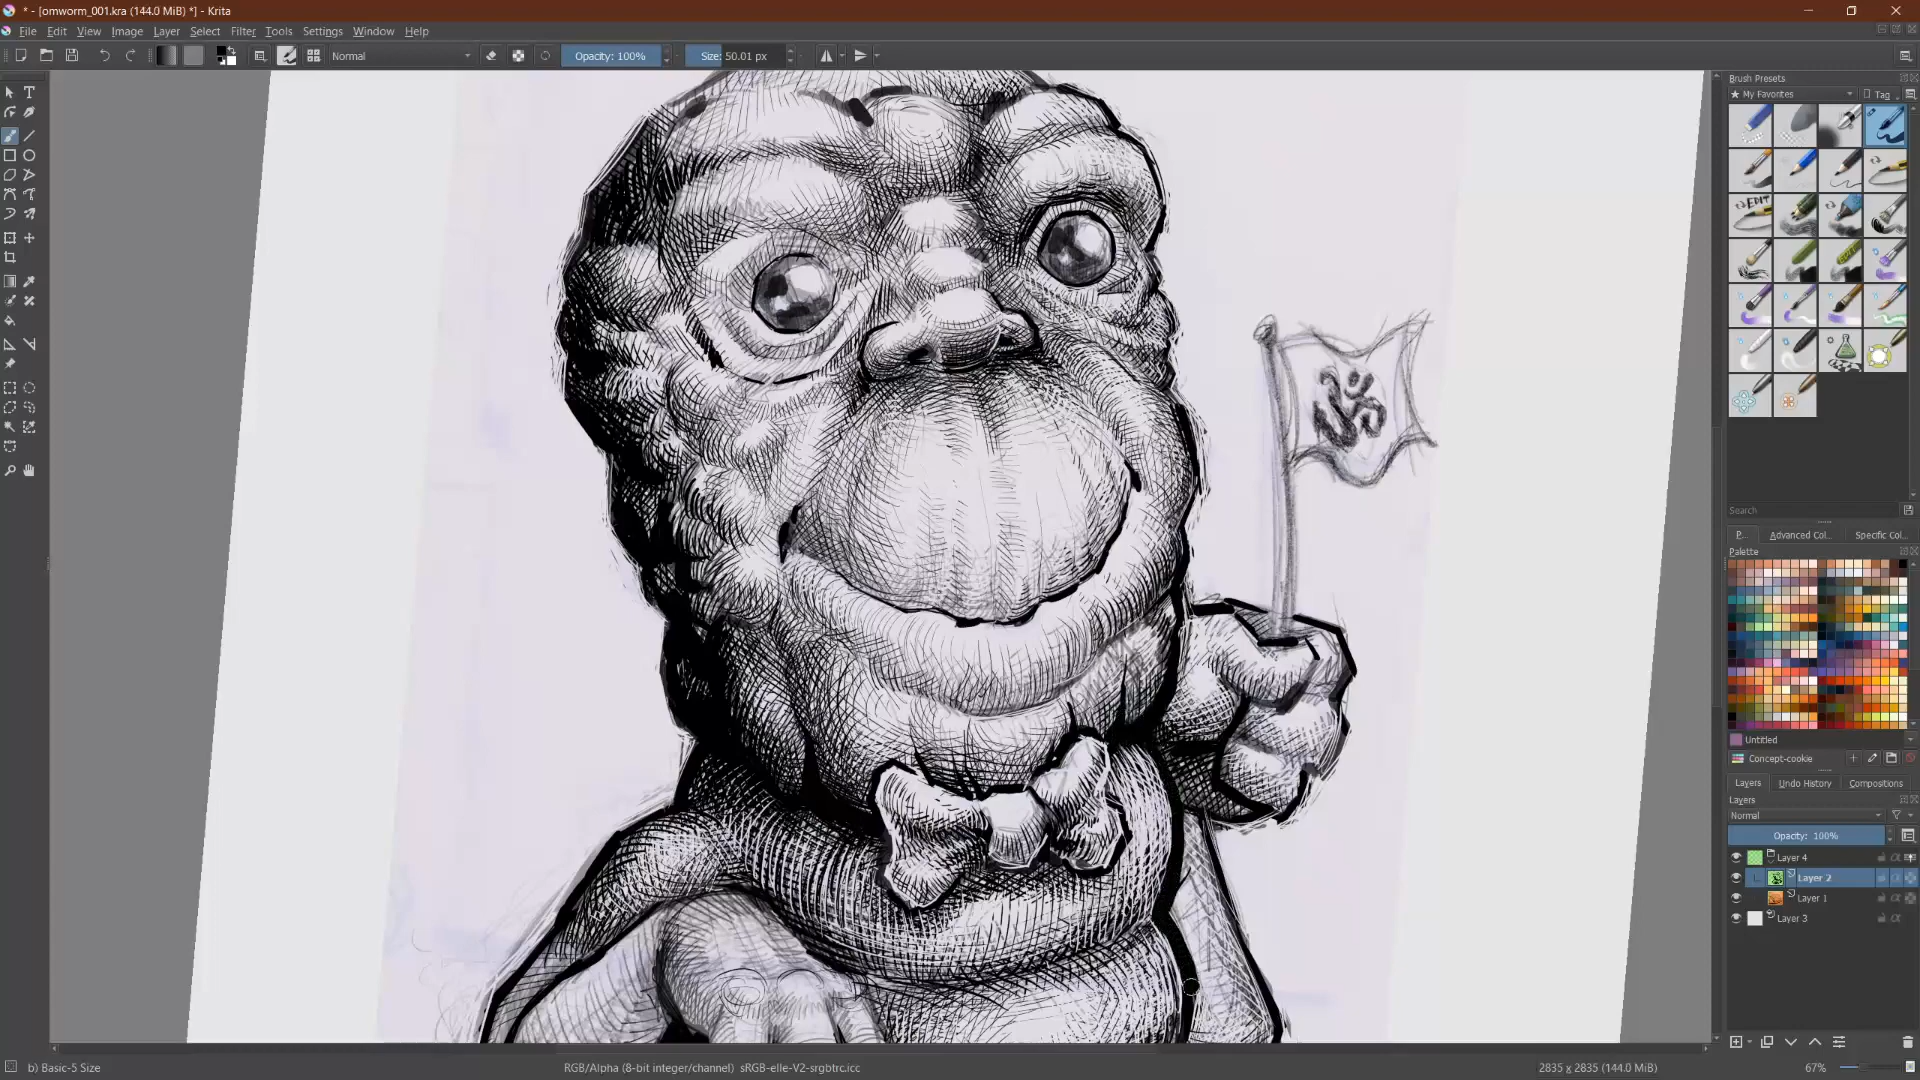 * - [omworm_001.kra (144.0 MiB) *] - Krita
File Edit View Image Layer Select Filter Tools Settings Window Help
Normal
Opacity: 100%
Size: 50.01 px
Brush Presets
My Favorites
Tag
EDIT
ॐ
Search
P... Advanced Col... Specific Col...
Palette
Untitled
Concept-cookie
Layers Undo History Compositions
Layers
Normal
Opacity: 100%
Layer 4
Layer 2
Layer 1
Layer 3
b) Basic-5 Size
RGB/Alpha (8-bit integer/channel) sRGB-elle-V2-srgbtrc.icc
2835 x 2835 (144.0 MiB)
67%